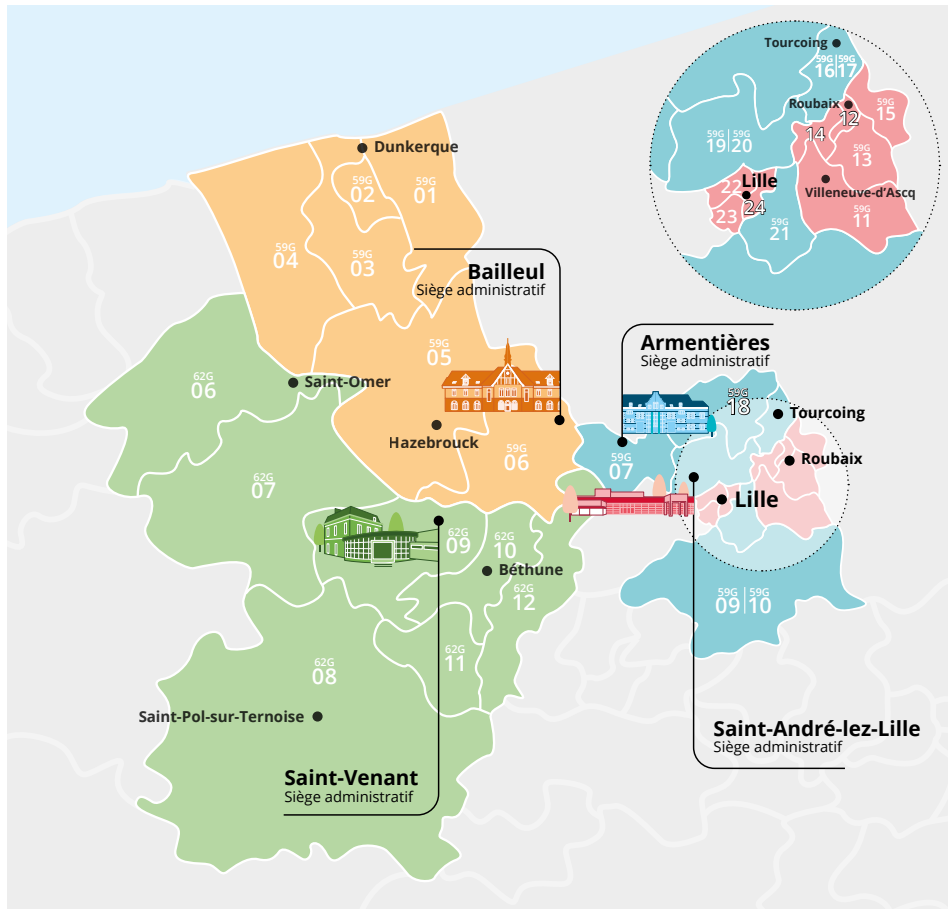 Tourcoing
59G|59G
16|17
Roubaix
12
59G
15
14
59G
13
59G|59G
19|20
22
Lille
24
23
Villeneuve-d'Ascq
59G
11
59G
21
Dunkerque
59G
02
59G
01
59G
04
59G
03
Bailleul
Siège administratif
59G
05
Armentières
Siège administratif
62G
06
Saint-Omer
59G
18
Tourcoing
Hazebrouck
59G
06
59G
07
Roubaix
62G
07
Lille
62G
09
62G
10
Béthune
62G
12
59G|59G
09|10
62G
11
62G
08
Saint-Pol-sur-Ternoise
Saint-André-lez-Lille
Siège administratif
Saint-Venant
Siège administratif